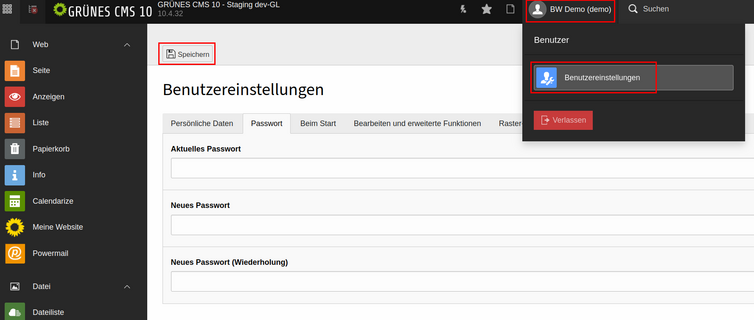 GRÜNES CMS 10
GRÜNES CMS 10 - Staging dev-GL
10.4.32
BW Demo (demo)
Suchen
Web
Seite
Anzeigen
Liste
Papierkorb
Info
Calendarize
Meine Website
Powermail
Datei
Dateiliste
Speichern
Benutzereinstellungen
Persönliche Daten
Passwort
Beim Start
Bearbeiten und erweiterte Funktionen
Raster
Aktuelles Passwort
Neues Passwort
Neues Passwort (Wiederholung)
Benutzer
Benutzereinstellungen
Verlassen